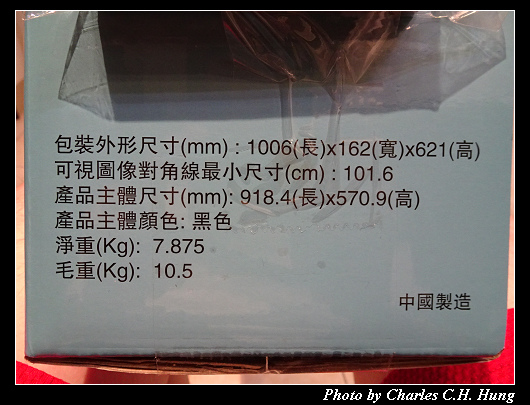 包裝外形尺寸(mm) : 1006(長)x162(寬)x621(高)
可視圖像對角線最小尺寸(cm) : 101.6
產品主體尺寸(mm): 918.4(長)x570.9(高)
產品主體顏色: 黑色
淨重(Kg): 7.875
毛重(Kg): 10.5
中國製造
Photo by Charles C.H. Hung